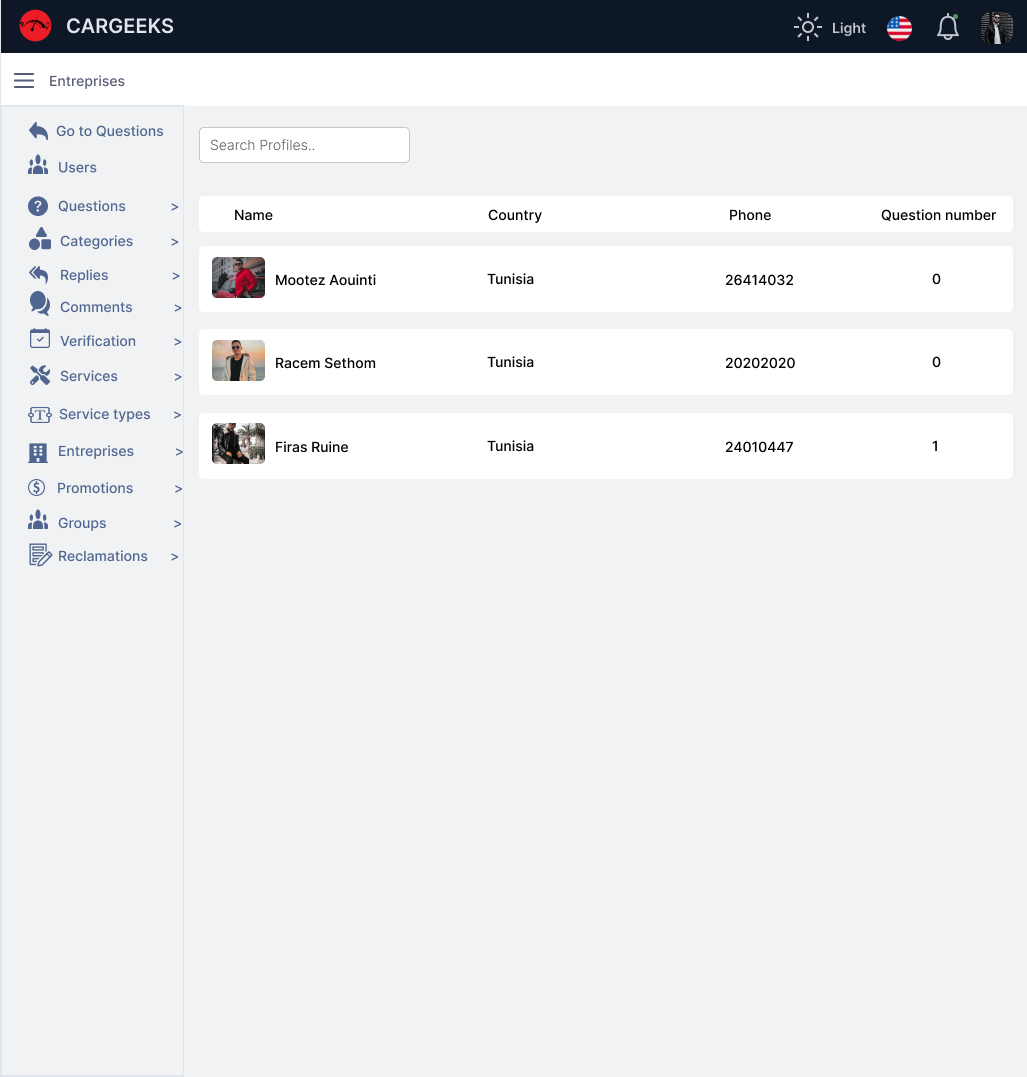 CARGEEKS
Light
Entreprises
Go to Questions
Users
Questions >
Categories >
Replies >
Comments >
Verification >
Services >
Service types >
Entreprises >
Promotions >
Groups >
Reclamations >
Search Profiles..
Name Country Phone Question number
Mootez Aouinti Tunisia 26414032 0
Racem Sethom Tunisia 20202020 0
Firas Ruine Tunisia 24010447 1